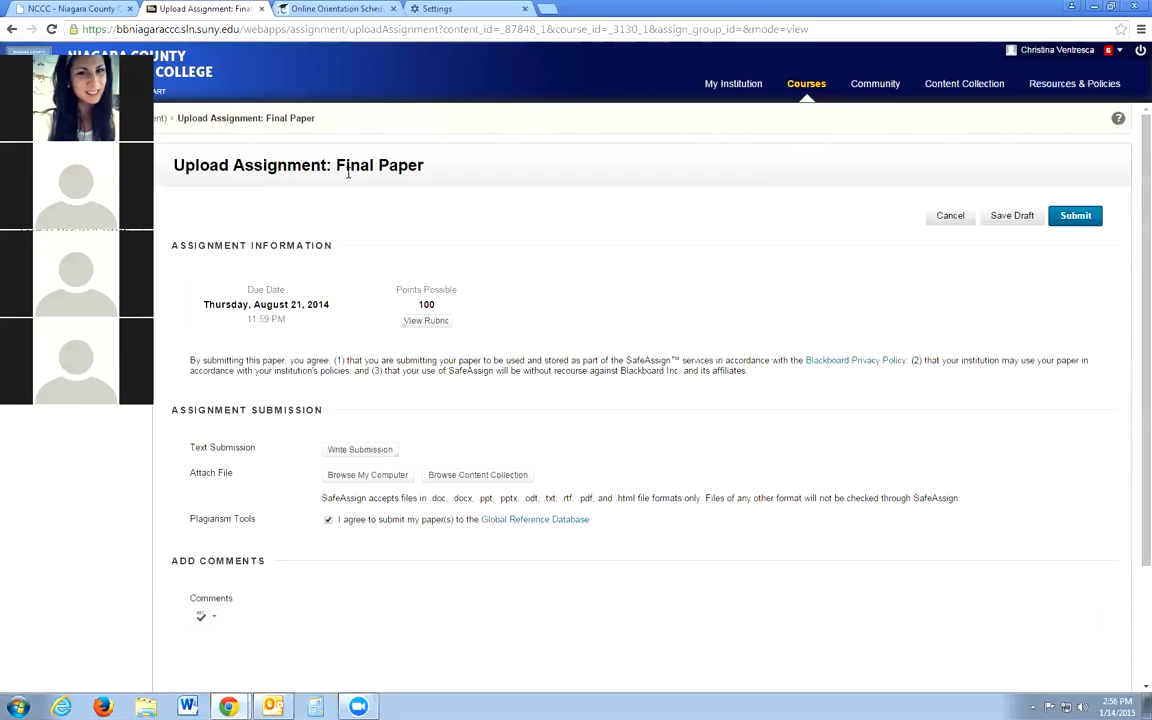 NCCC - Niagara County C
Upload Assignment: Final
Online Orientation Sched
Settings
https://bbniagaraccc.sln.suny.edu/webapps/assignment/uploadAssignment?content_id=_87848_1&course_id=_3130_1&assign_group_id=&mode=view
NIAGARA COUNTY
COLLEGE
ART
Christina Ventresca 6
My Institution Courses Community Content Collection Resources & Policies
ent) › Upload Assignment: Final Paper
Upload Assignment: Final Paper
Cancel Save Draft Submit
ASSIGNMENT INFORMATION
Due Date Points Possible
Thursday, August 21, 2014 100
11:59 PM View Rubric
By submitting this paper, you agree: (1) that you are submitting your paper to be used and stored as part of the SafeAssign™ services in accordance with the Blackboard Privacy Policy; (2) that your institution may use your paper in
accordance with your institution's policies; and (3) that your use of SafeAssign will be without recourse against Blackboard Inc. and its affiliates.
ASSIGNMENT SUBMISSION
Text Submission Write Submission
Attach File Browse My Computer Browse Content Collection
SafeAssign accepts files in .doc, .docx, .ppt, .pptx, .odt, .txt, .rtf, .pdf, and .html file formats only. Files of any other format will not be checked through SafeAssign.
Plagiarism Tools I agree to submit my paper(s) to the Global Reference Database.
ADD COMMENTS
Comments
2:56 PM
1/14/2015